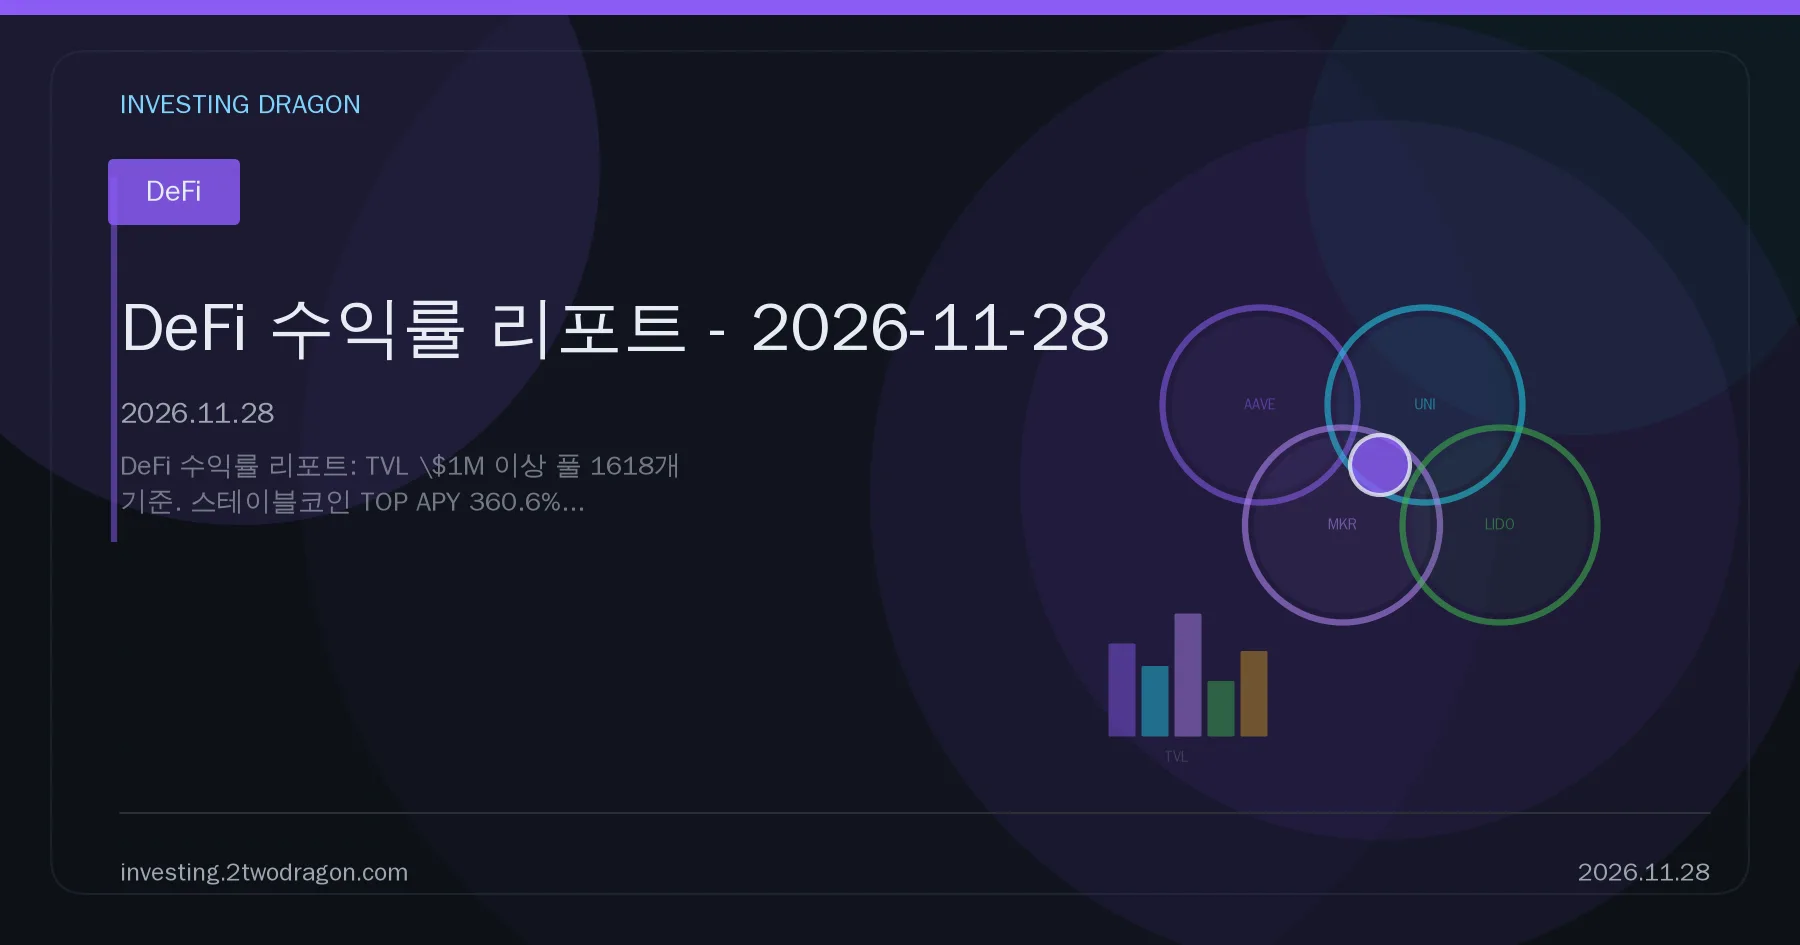 INVESTING DRAGON
DeFi
DeFi 수익률 리포트 - 2026-11-28
2026.11.28
DeFi 수익률 리포트: TVL \$1M 이상 풀 1618개
기준. 스테이블코인 TOP APY 360.6%...
AAVE
UNI
MKR
LIDO
TVL
investing.2twodragon.com
2026.11.28